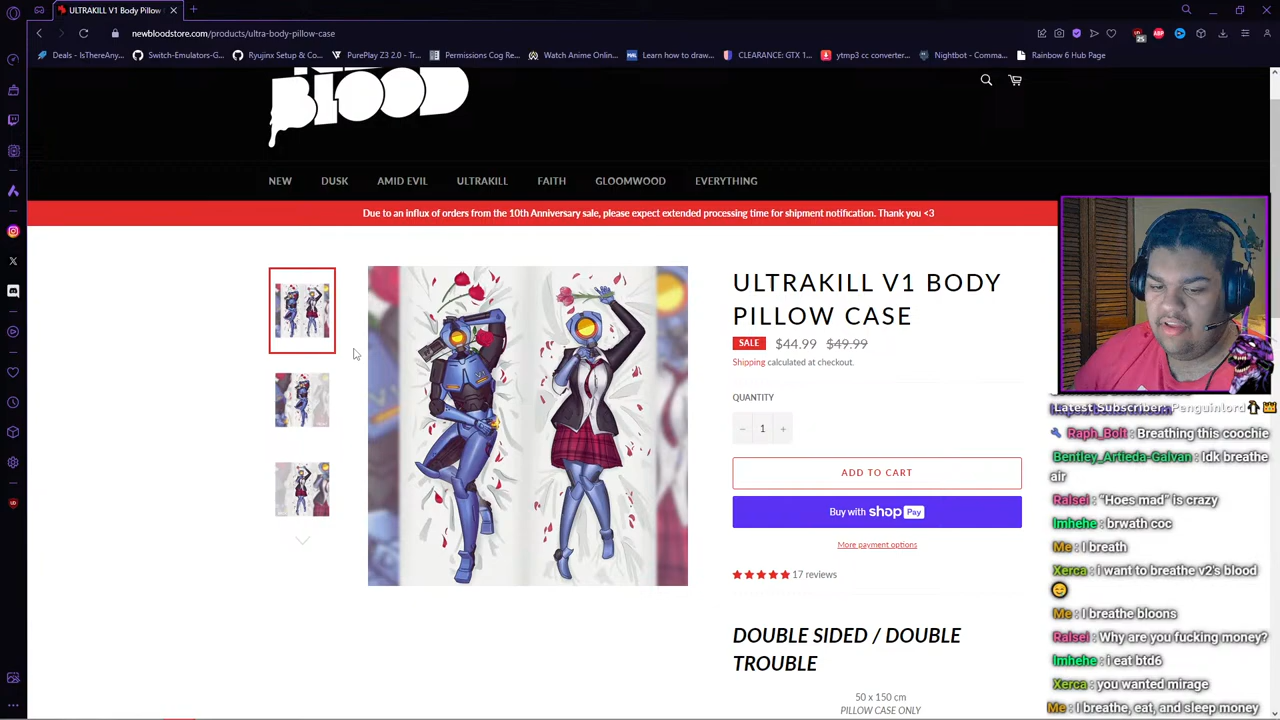 ULTRAKILL V1 Body Pillow
newbloodstore.com/products/ultra-body-pillow-case
25
Deals - IsThereAny...
Switch-Emulators-G...
Ryujinx Setup & Co...
PurePlay Z3 2.0 - Tr...
Permissions Cog Re...
Watch Anime Online...
Learn how to draw...
CLEARANCE: GTX 1...
ytmp3 cc converter...
Nightbot - Comma...
Rainbow 6 Hub Page
BLOOD
NEW
DUSK
AMID EVIL
ULTRAKILL
FAITH
GLOOMWOOD
EVERYTHING
Due to an influx of orders from the 10th Anniversary sale, please expect extended processing time for shipment notification. Thank you <3
ULTRAKILL V1 BODY
PILLOW CASE
SALE $44.99 $49.99
Shipping calculated at checkout.
QUANTITY
− 1 +
ADD TO CART
Buy with shop Pay
More payment options
17 reviews
DOUBLE SIDED / DOUBLE
TROUBLE
50 x 150 cm
PILLOW CASE ONLY
Latest Subscriber: Penguinlord
Raph_Bolt : Breathing this coochie
Bentley_Artieda-Galvan : Idk breathe
air
Ralsei : "Hoes mad" is crazy
Imhehe : brwath coc
Me : I breath
Xerca : i want to breathe v2's blood
Me : I breathe bloons
Ralsei : Why are you fucking money?
Imhehe : i eat btd6
Xerca : you wanted mirage
Me : I breathe, eat, and sleep money